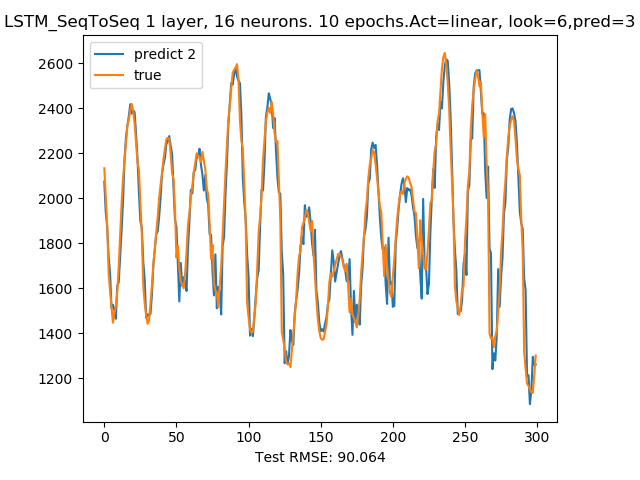 LSTM_SeqToSeq 1 layer, 16 neurons. 10 epochs.Act=linear, look=6,pred=3
predict 2
true
2600
2400
2200
2000
1800
1600
1400
1200
0 50 100 150 200 250 300
Test RMSE: 90.064